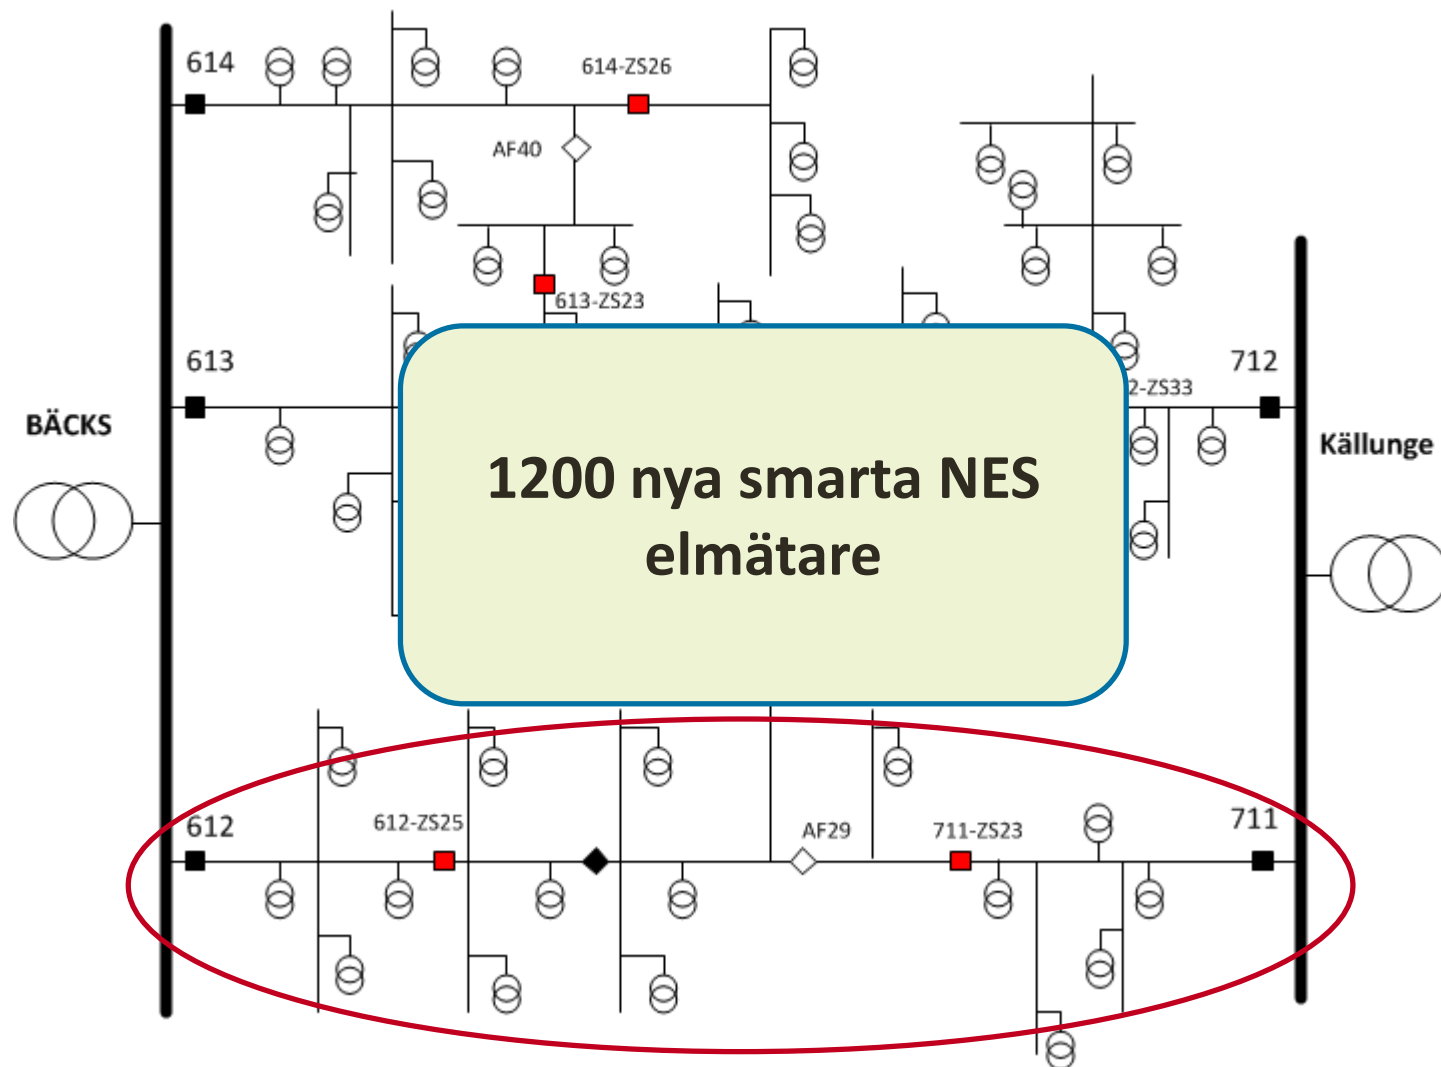 614
614-ZS26
AF40
613-ZS23
613
712
2-ZS33
BÄCKS
Källunge
1200 nya smarta NES
elmätare
612
612-ZS25
AF29
711-ZS23
711